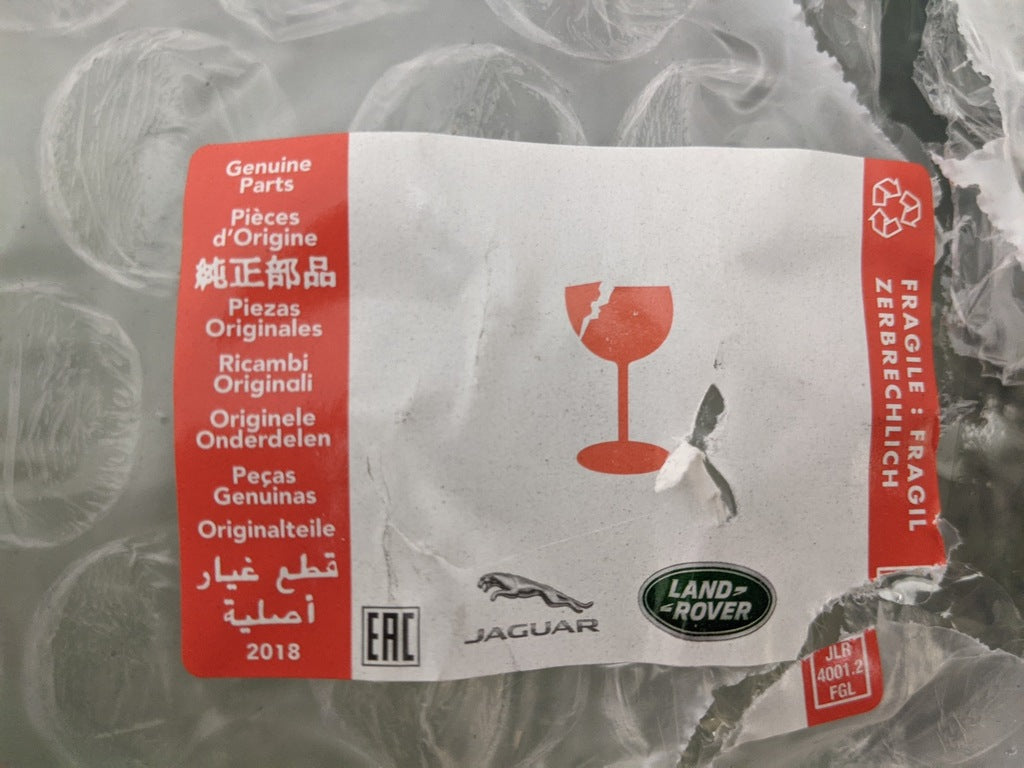 Genuine
Parts
Pièces
d'Origine
純正部品
Piezas
Originales
Ricambi
Originali
Originele
Onderdelen
Peças
Genuinas
Originalteile
قطع غيار
أصلية
2018
EAC
JAGUAR
LAND
ROVER
FRAGILE : FRAGIL
ZERBRECHLICH
JLR
4001.2
FGL